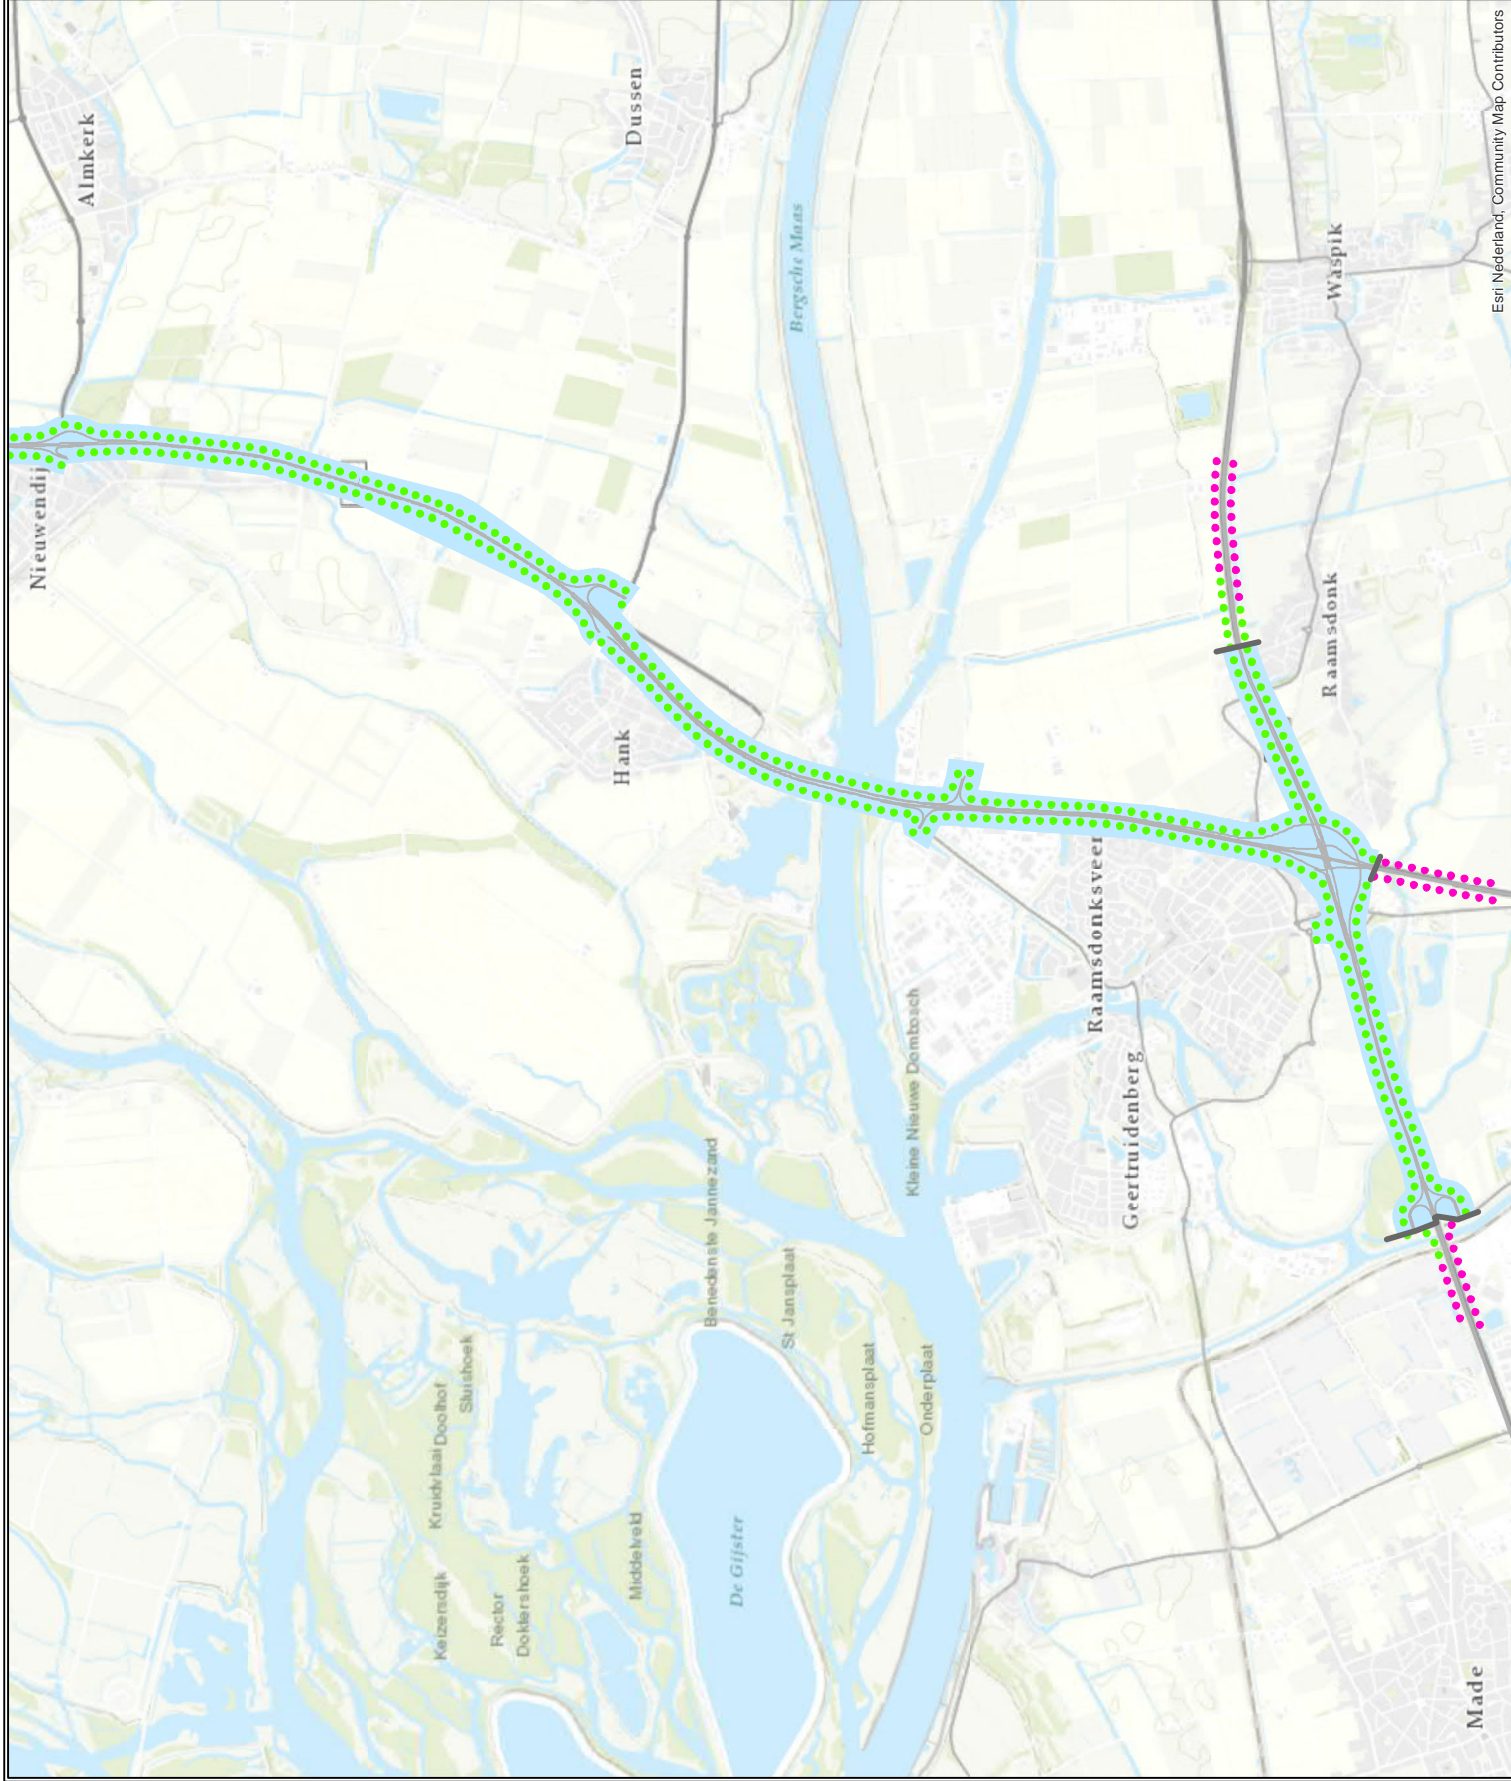 Almkerk
Nieuwendij
Dussen
Hank
Bergsche Maas
Waspik
Raamsdonk
Raamsdonksveer
Geertruidenberg
Kleine Nieuwe Dombosch
Benedenste Jannezand
St Jansplaat
Hofmansplaat
Onderplaat
Sluishoek
Doolhof
Kruidvlaai
Keizersdijk
Rector
Doktershoek
Middelveld
De Gijster
Made
Esri Nederland, Community Map Contributors